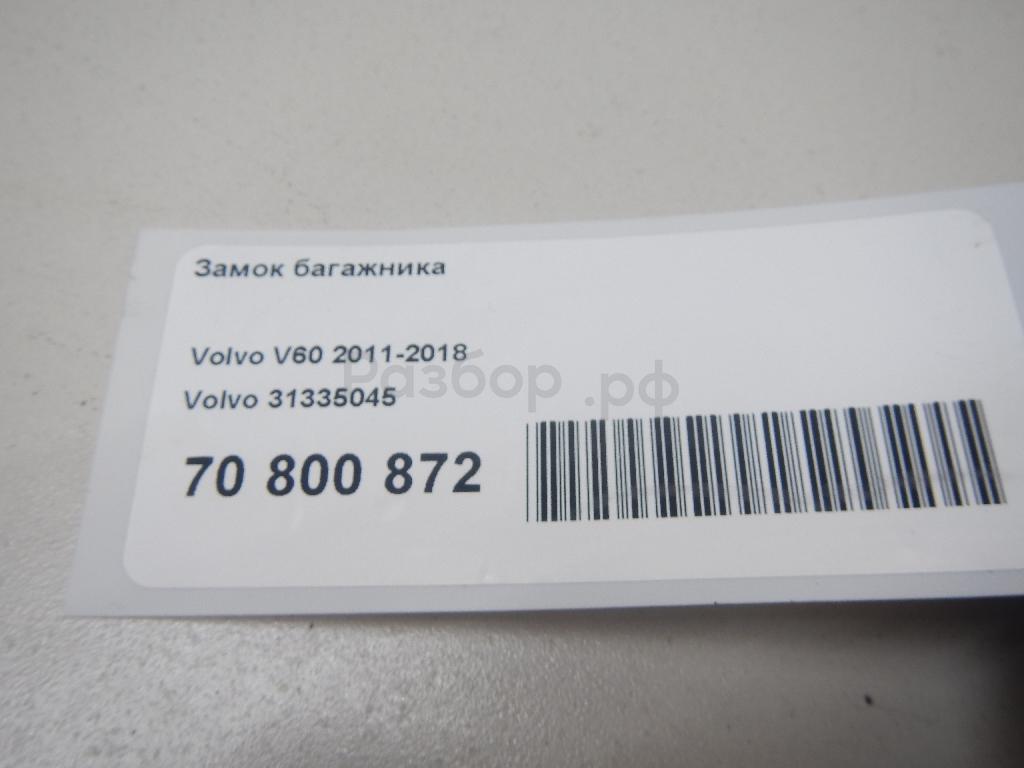 Замок багажника
Volvo V60 2011-2018
Volvo 31335045
70 800 872
Разбор.рф